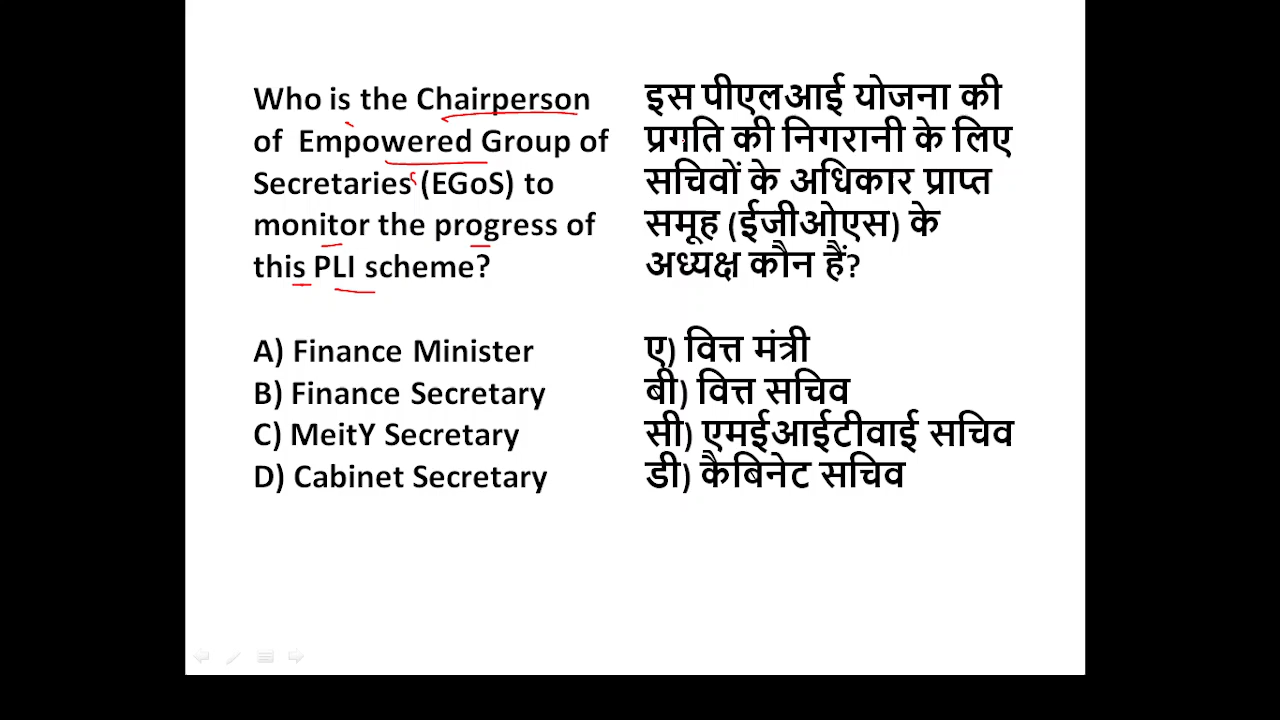 Who is the Chairperson
of Empowered Group of
Secretaries (EGoS) to
monitor the progress of
this PLI scheme?
A) Finance Minister
B) Finance Secretary
C) MeitY Secretary
D) Cabinet Secretary
इस पीएलआई योजना की
प्रगति की निगरानी के लिए
सचिवों के अधिकार प्राप्त
समूह (ईजीओएस) के
अध्यक्ष कौन हैं?
ए) वित्त मंत्री
बी) वित्त सचिव
सी) एमईआईटीवाई सचिव
डी) कैबिनेट सचिव